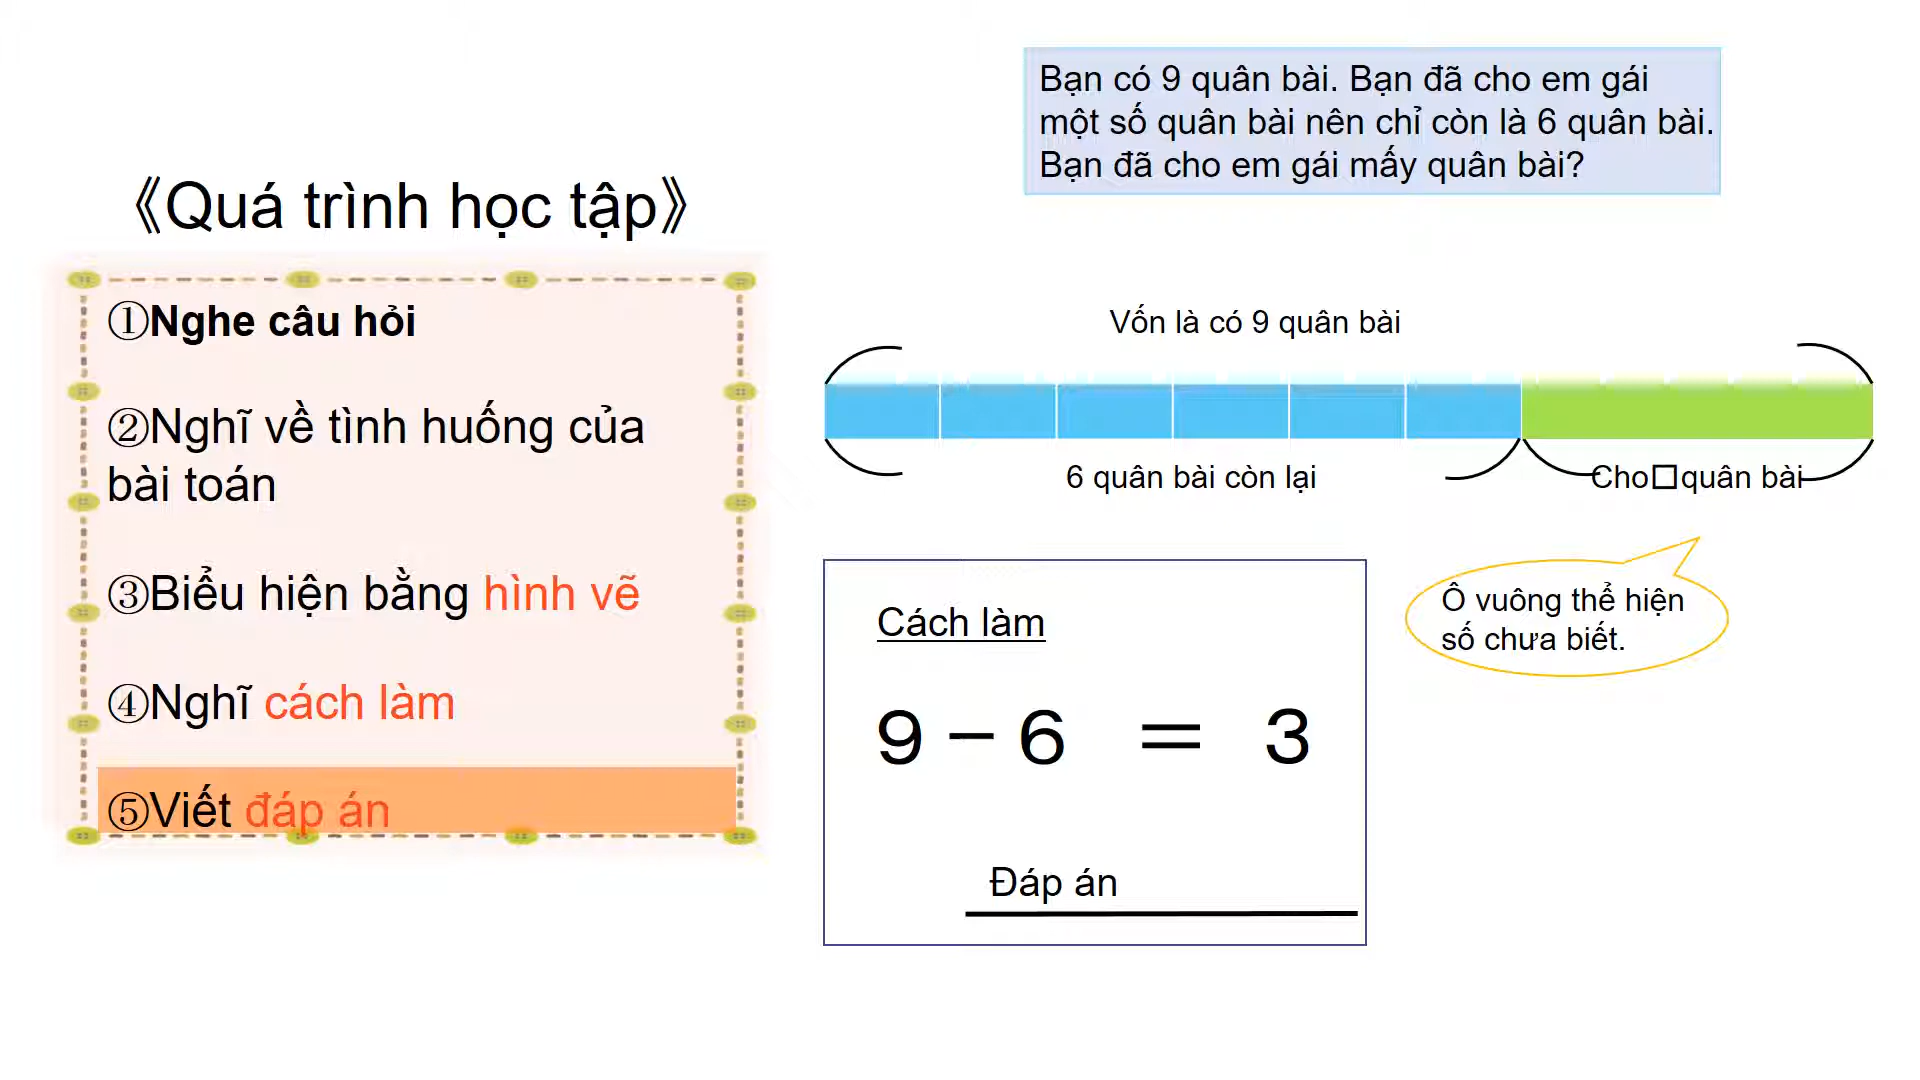 《Quá trình học tập》
①Nghe câu hỏi
②Nghĩ về tình huống của
bài toán
③Biểu hiện bằng hình vẽ
④Nghĩ cách làm
⑤Viết đáp án
Bạn có 9 quân bài. Bạn đã cho em gái
một số quân bài nên chỉ còn là 6 quân bài.
Bạn đã cho em gái mấy quân bài?
Vốn là có 9 quân bài
6 quân bài còn lại
Cho□quân bài
Ô vuông thể hiện
số chưa biết.
Cách làm
9 − 6 = 3
Đáp án